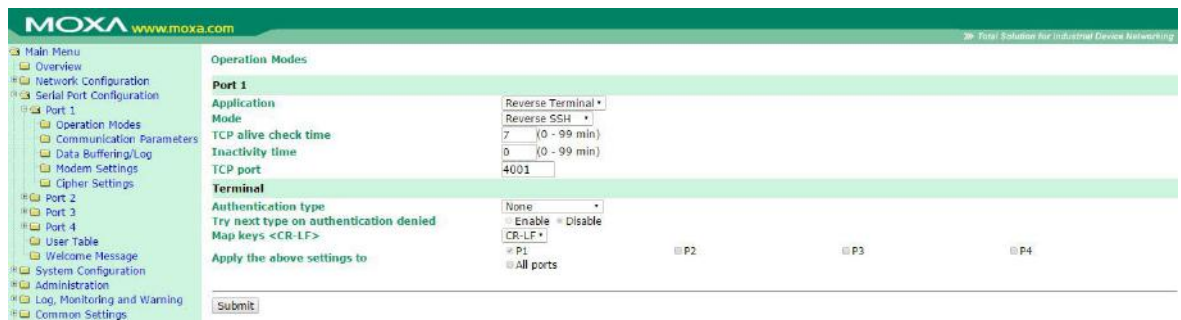 MOXA www.moxa.com
Total Solution for Industrial Device Networking
Main Menu
Overview
Network Configuration
Serial Port Configuration
Port 1
Operation Modes
Communication Parameters
Data Buffering/Log
Modem Settings
Cipher Settings
Port 2
Port 3
Port 4
User Table
Welcome Message
System Configuration
Administration
Log, Monitoring and Warning
Common Settings
Operation Modes
Port 1
Application Reverse Terminal
Mode Reverse SSH
TCP alive check time 7 (0 - 99 min)
Inactivity time 0 (0 - 99 min)
TCP port 4001
Terminal
Authentication type None
Try next type on authentication denied Enable Disable
Map keys <CR-LF> CR-LF
Apply the above settings to P1 P2 P3 P4
All ports
Submit